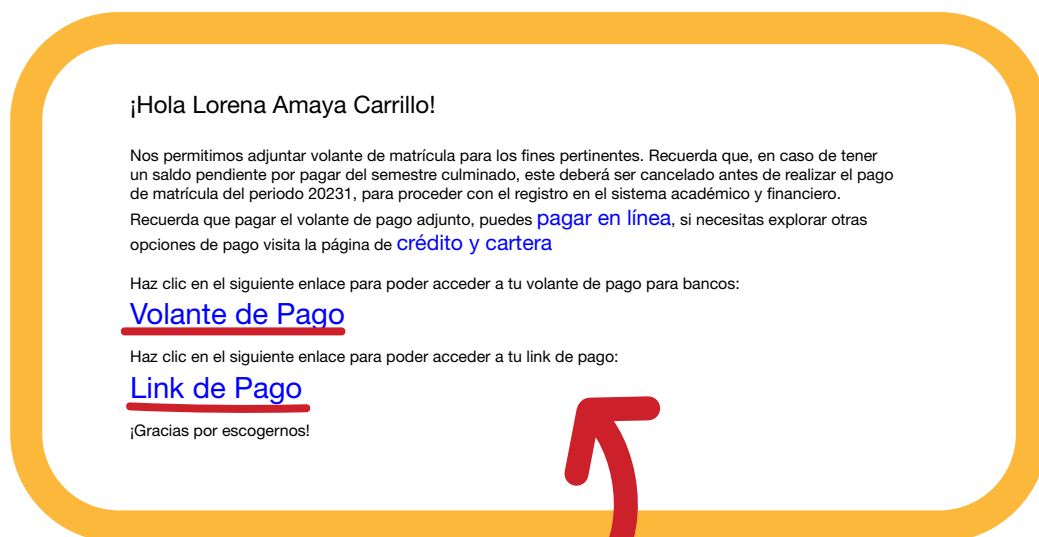 ¡Hola Lorena Amaya Carrillo!
Nos permitimos adjuntar volante de matrícula para los fines pertinentes. Recuerda que, en caso de tener
un saldo pendiente por pagar del semestre culminado, este deberá ser cancelado antes de realizar el pago
de matrícula del periodo 20231, para proceder con el registro en el sistema académico y financiero.
Recuerda que pagar el volante de pago adjunto, puedes pagar en línea, si necesitas explorar otras
opciones de pago visita la página de crédito y cartera
Haz clic en el siguiente enlace para poder acceder a tu volante de pago para bancos:
Volante de Pago
Haz clic en el siguiente enlace para poder acceder a tu link de pago:
Link de Pago
¡Gracias por escogernos!